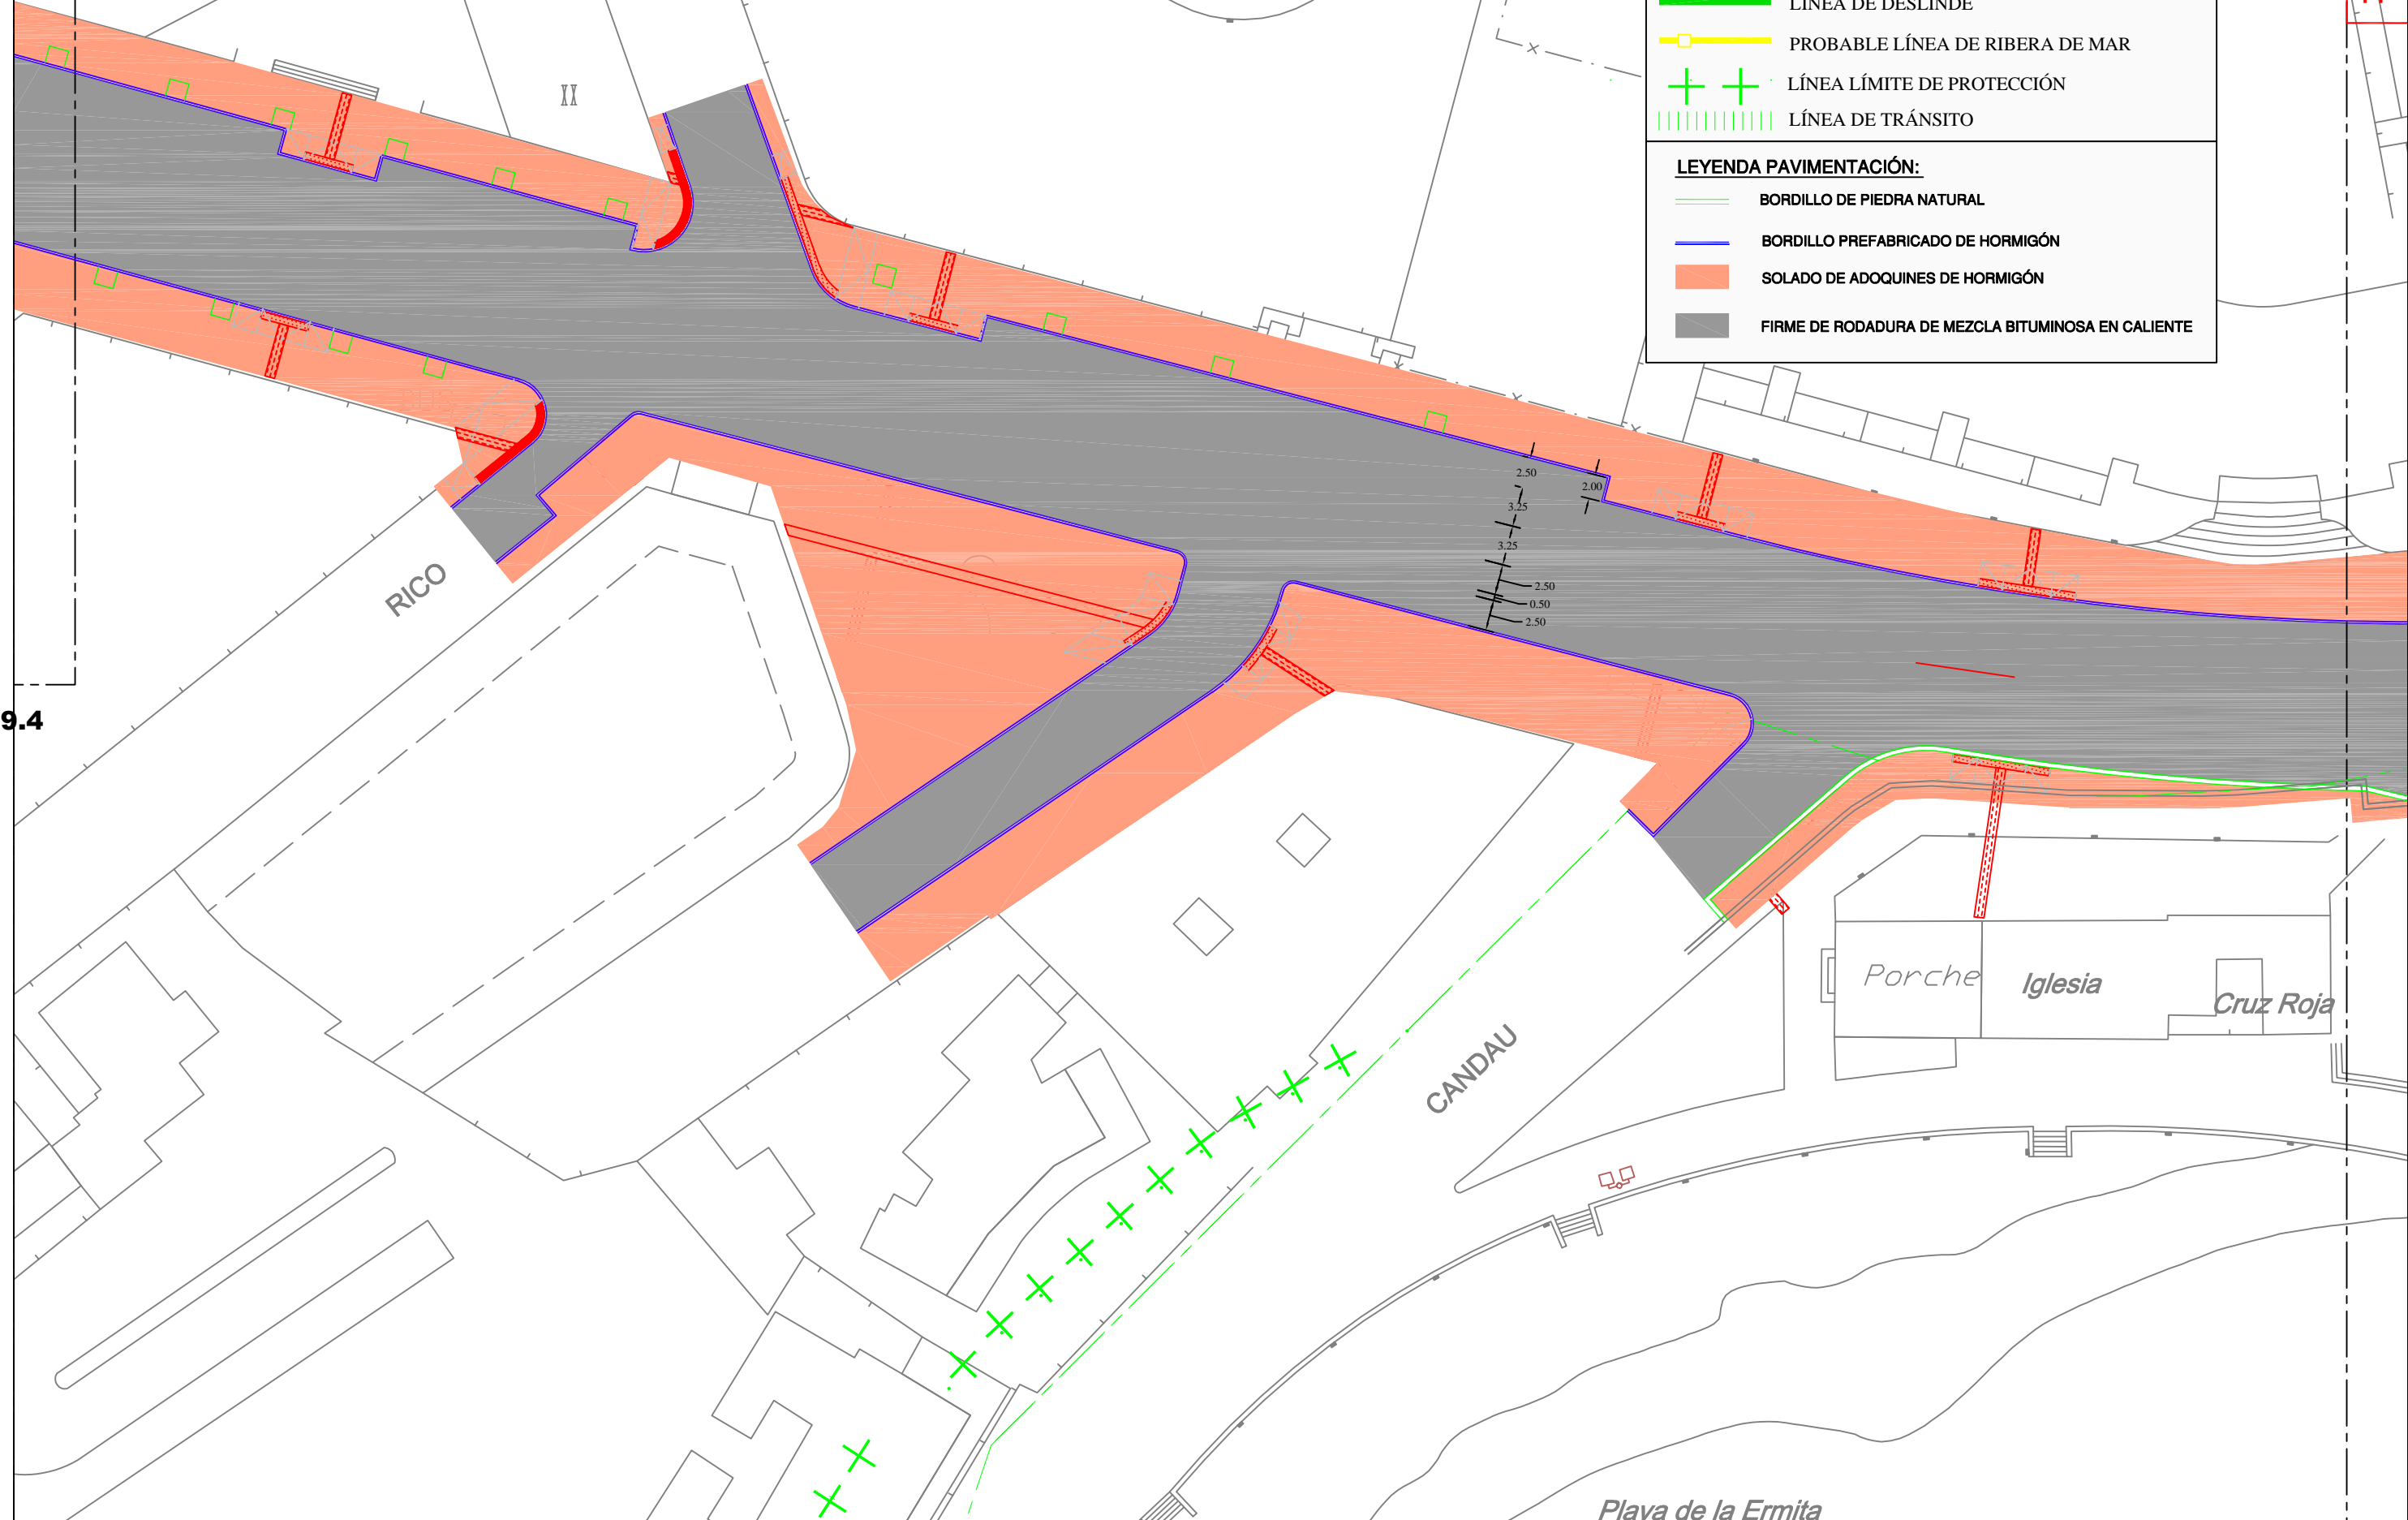 LÍNEA DE DESLINDE
PROBABLE LÍNEA DE RIBERA DE MAR
LÍNEA LÍMITE DE PROTECCIÓN
LÍNEA DE TRÁNSITO
LEYENDA PAVIMENTACIÓN:
BORDILLO DE PIEDRA NATURAL
BORDILLO PREFABRICADO DE HORMIGÓN
SOLADO DE ADOQUINES DE HORMIGÓN
FIRME DE RODADURA DE MEZCLA BITUMINOSA EN CALIENTE
II
2.50
2.00
3.25
3.25
2.50
0.50
2.50
RICO
9.4
Porche
Iglesia
Cruz Roja
CANDAU
Playa de la Ermita